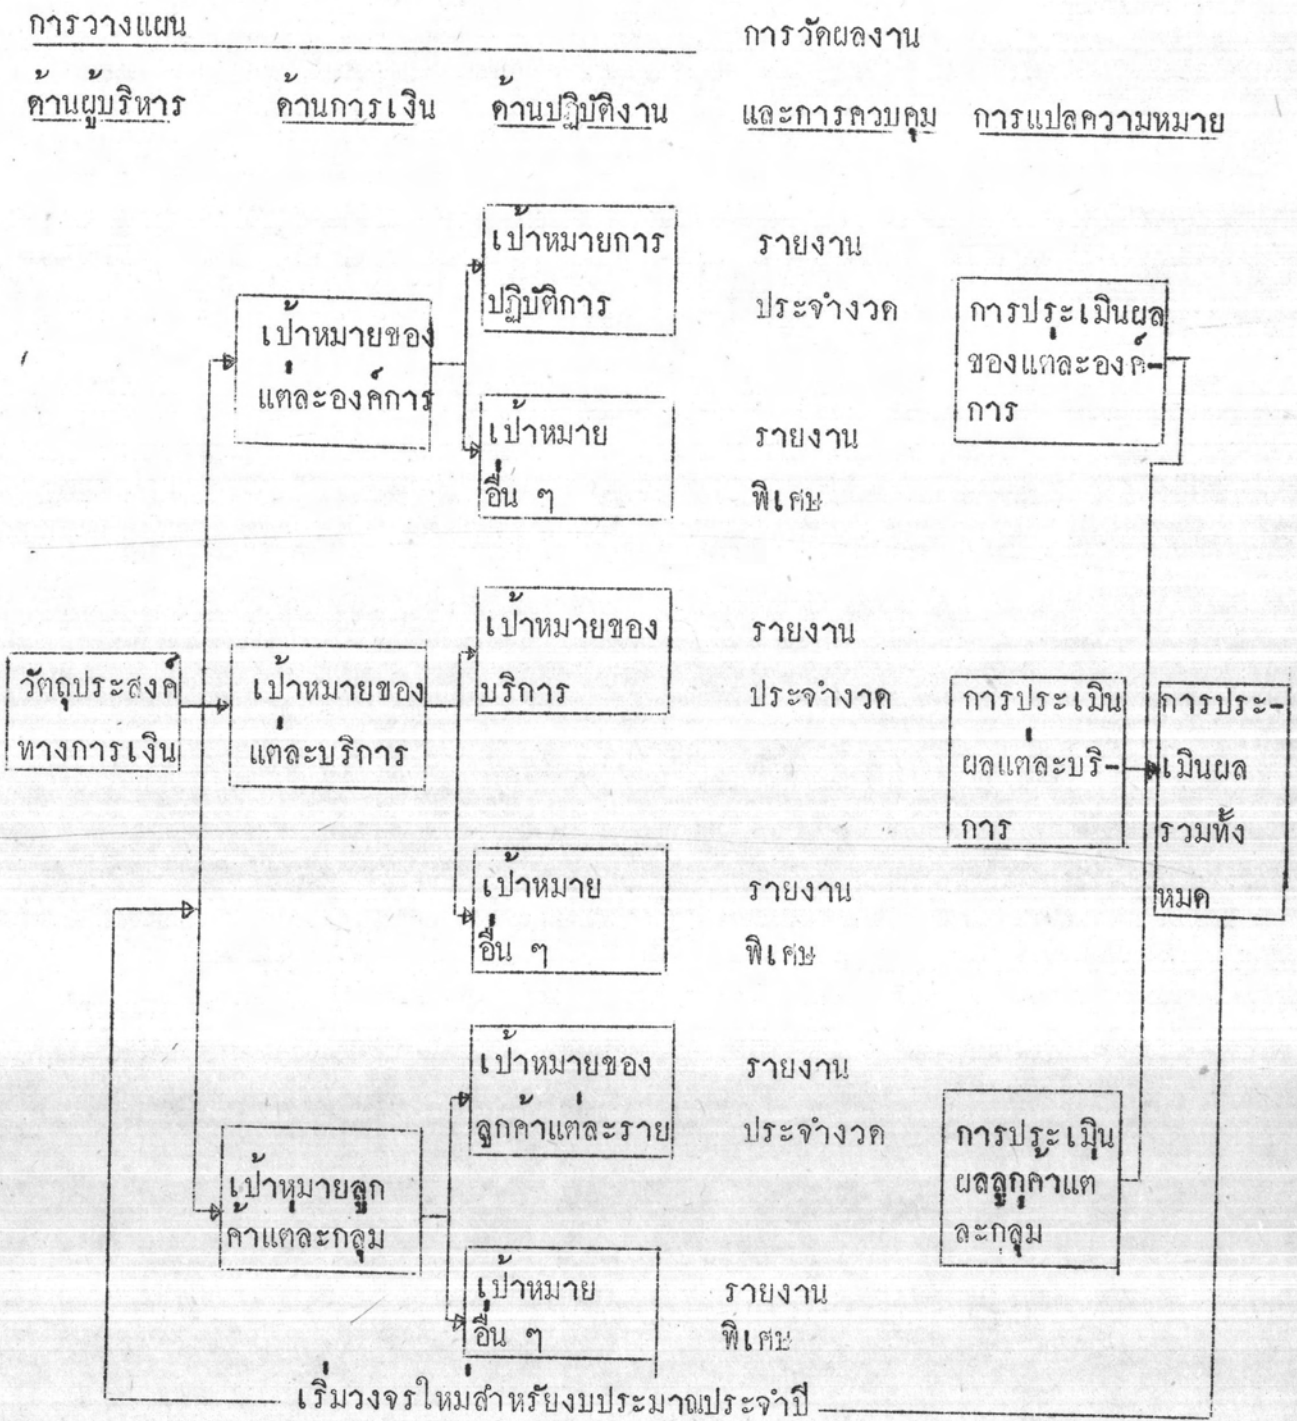 การวางแผน
การวัดผลงาน
ด้านผู้บริหาร ด้านการเงิน ด้านปฏิบัติงาน และการควบคุม การแปลความหมาย
เป้าหมายการ
ปฏิบัติการ
รายงาน
ประจำงวด
เป้าหมายของ
แต่ละองค์การ
การประเมินผล
ของแต่ละองค์-
การ
เป้าหมาย
อื่น ๆ
รายงาน
พิเศษ
วัตถุประสงค์
ทางการเงิน
เป้าหมายของ
แต่ละบริการ
เป้าหมายของ
บริการ
รายงาน
ประจำงวด
การประเมิน
ผลแต่ละบริ-
การ
การประ-
เมินผล
รวมทั้ง
หมด
เป้าหมาย
อื่น ๆ
รายงาน
พิเศษ
เป้าหมายของ
ลูกค้าแต่ละราย
รายงาน
ประจำงวด
เป้าหมายลูก
ค้าแต่ละกลุ่ม
การประเมิน
ผลลูกค้าแต่
ละกลุ่ม
เป้าหมาย
อื่น ๆ
รายงาน
พิเศษ
เริ่มวงจรใหม่สำหรับงบประมาณประจำปี